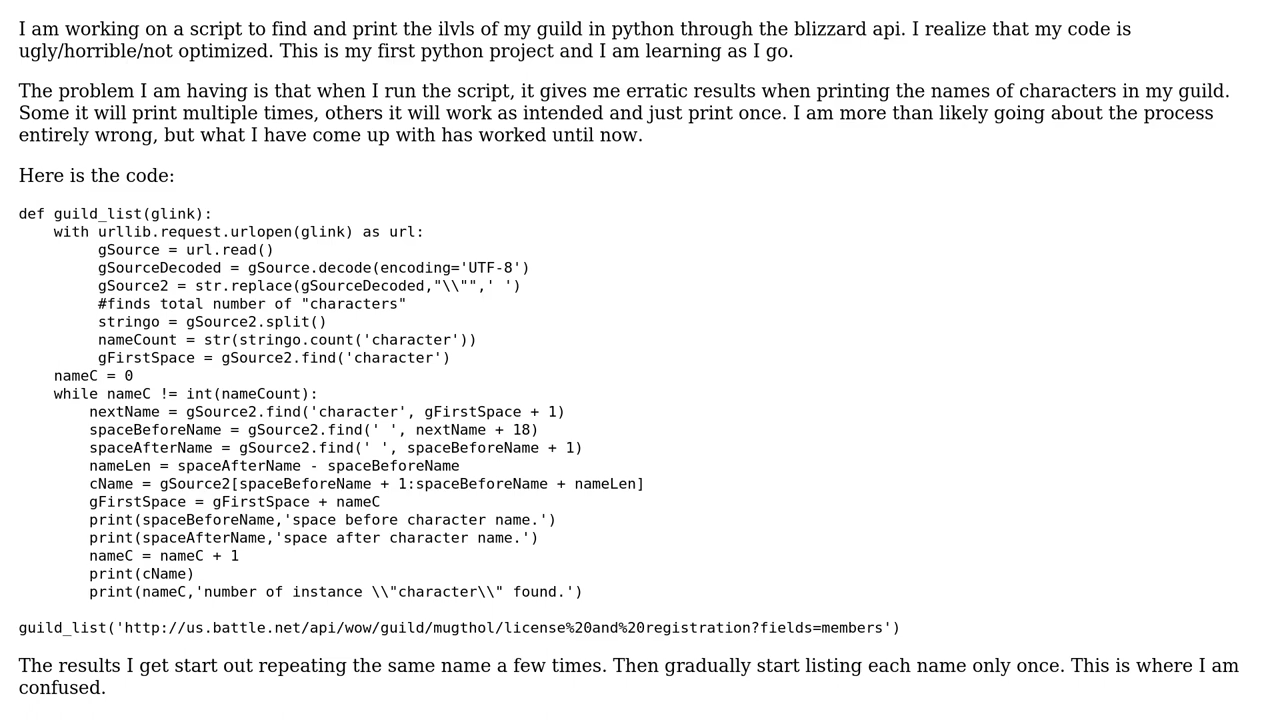 I am working on a script to find and print the ilvls of my guild in python through the blizzard api. I realize that my code is
ugly/horrible/not optimized. This is my first python project and I am learning as I go.
The problem I am having is that when I run the script, it gives me erratic results when printing the names of characters in my guild.
Some it will print multiple times, others it will work as intended and just print once. I am more than likely going about the process
entirely wrong, but what I have come up with has worked until now.
Here is the code:
def guild_list(glink):
    with urllib.request.urlopen(glink) as url:
         gSource = url.read()
         gSourceDecoded = gSource.decode(encoding='UTF-8')
         gSource2 = str.replace(gSourceDecoded,"\\"",' ')
         #finds total number of "characters"
         stringo = gSource2.split()
         nameCount = str(stringo.count('character'))
         gFirstSpace = gSource2.find('character')
    nameC = 0
    while nameC != int(nameCount):
        nextName = gSource2.find('character', gFirstSpace + 1)
        spaceBeforeName = gSource2.find(' ', nextName + 18)
        spaceAfterName = gSource2.find(' ', spaceBeforeName + 1)
        nameLen = spaceAfterName - spaceBeforeName
        cName = gSource2[spaceBeforeName + 1:spaceBeforeName + nameLen]
        gFirstSpace = gFirstSpace + nameC
        print(spaceBeforeName,'space before character name.')
        print(spaceAfterName,'space after character name.')
        nameC = nameC + 1
        print(cName)
        print(nameC,'number of instance \\"character\\" found.')
guild_list('http://us.battle.net/api/wow/guild/mugthol/license%20and%20registration?fields=members')
The results I get start out repeating the same name a few times. Then gradually start listing each name only once. This is where I am
confused.